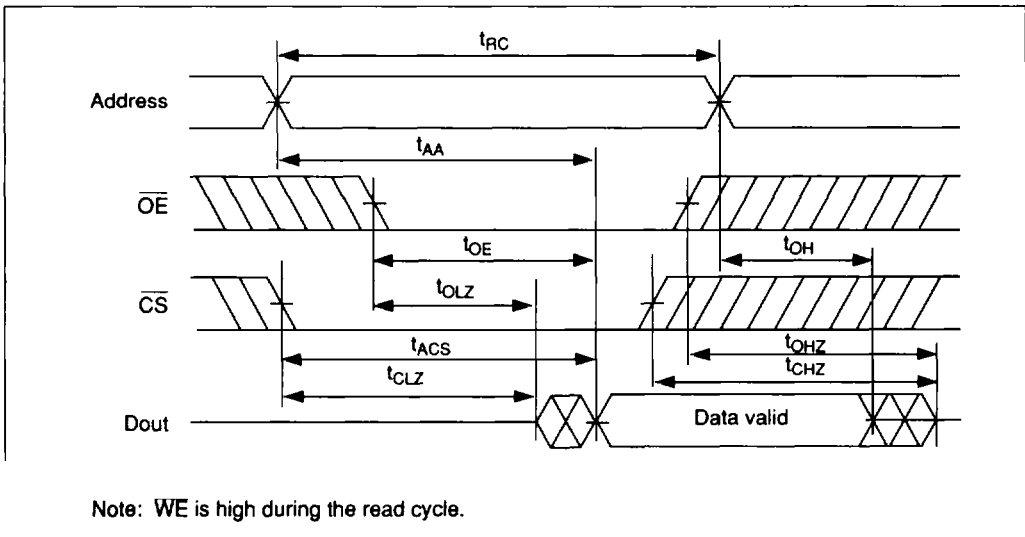 tRC
Address
tAA
OE
tOE
tOH
tOLZ
CS
tACS
tOHZ
tCHZ
tCLZ
Dout
Data valid
Note: WE is high during the read cycle.